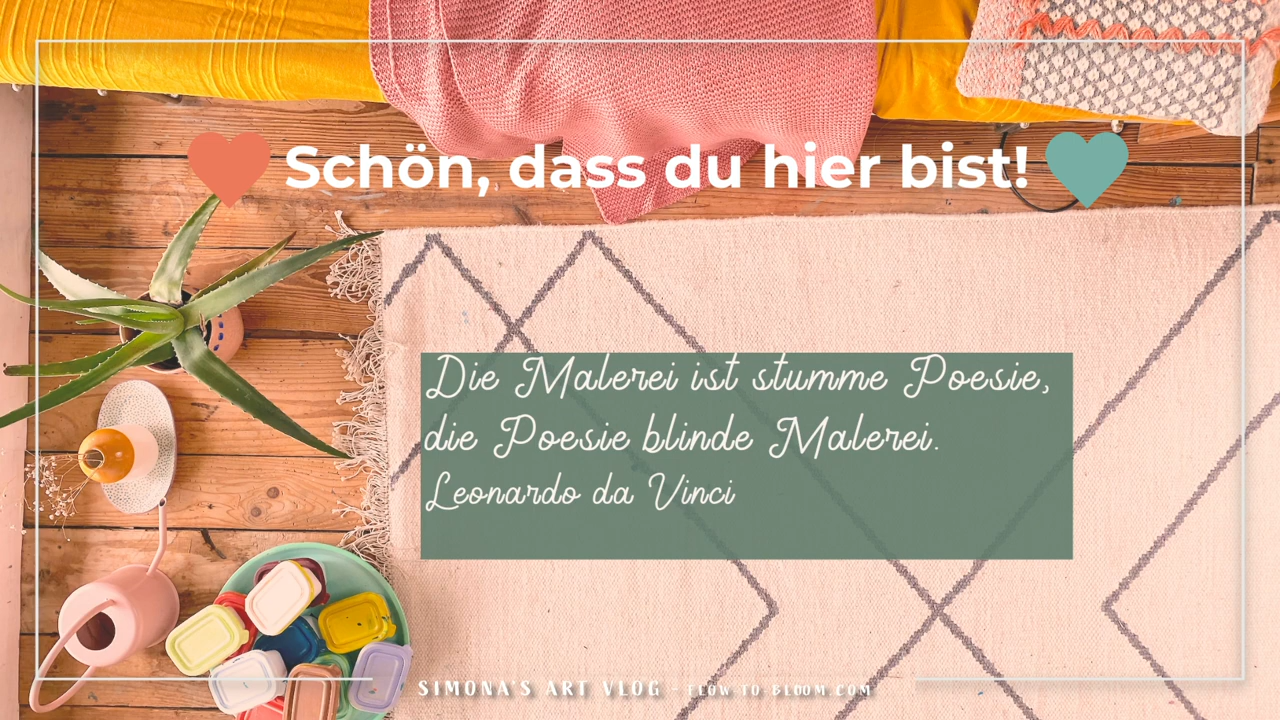 Schön, dass du hier bist!
Die Malerei ist stumme Poesie,
die Poesie blinde Malerei.
Leonardo da Vinci
SIMONA'S ART VLOG - FLOW TO BLOOM.COM